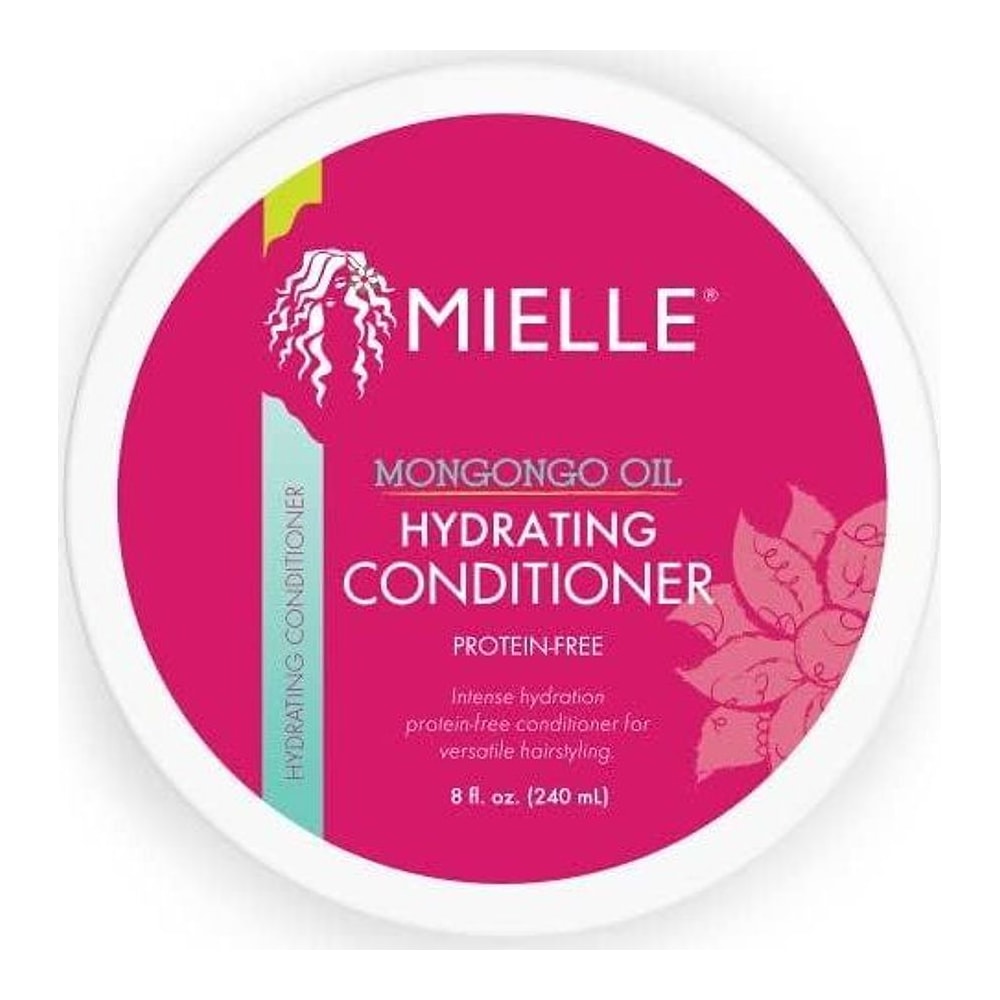 MIELLE®
MONGONGO OIL
HYDRATING
CONDITIONER
PROTEIN-FREE
Intense hydration
protein-free conditioner for
versatile hairstyling.
8 fl. oz. (240 mL)
HYDRATING CONDITIONER